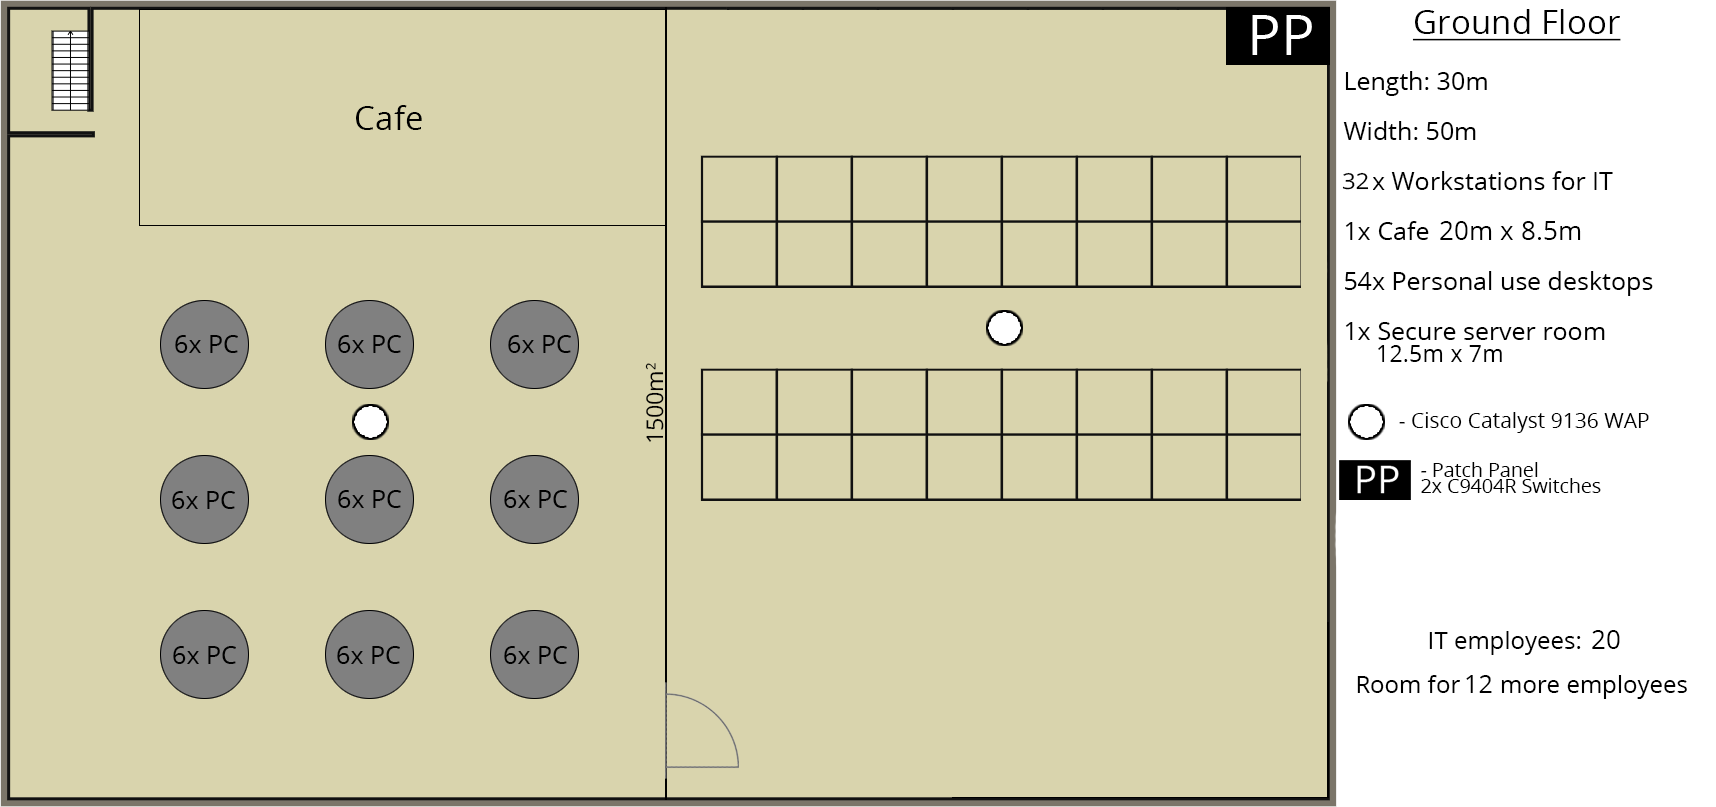 PP
Ground Floor
Cafe
Length: 30m
Width: 50m
32x Workstations for IT
1x Cafe 20m x 8.5m
54x Personal use desktops
1x Secure server room
12.5m x 7m
6x PC
6x PC
6x PC
1500m²
- Cisco Catalyst 9136 WAP
PP
- Patch Panel
2x C9404R Switches
6x PC
6x PC
6x PC
6x PC
6x PC
6x PC
IT employees: 20
Room for 12 more employees